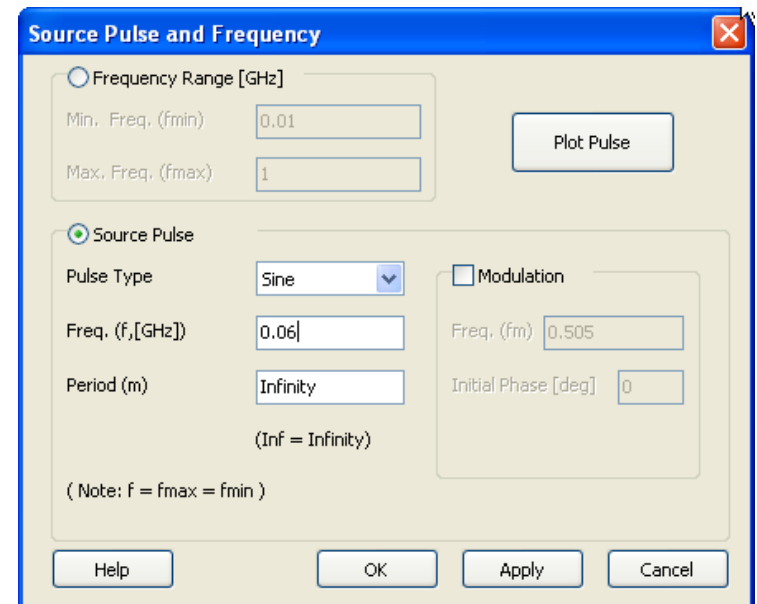 Source Pulse and Frequency
Frequency Range [GHz]
Min. Freq. (fmin) 0.01
Max. Freq. (fmax) 1
Plot Pulse
Source Pulse
Pulse Type Sine
Freq. (f,[GHz]) 0.06
Period (m) Infinity
(Inf = Infinity)
( Note: f = fmax = fmin )
Modulation
Freq. (fm) 0.505
Initial Phase [deg] 0
Help OK Apply Cancel